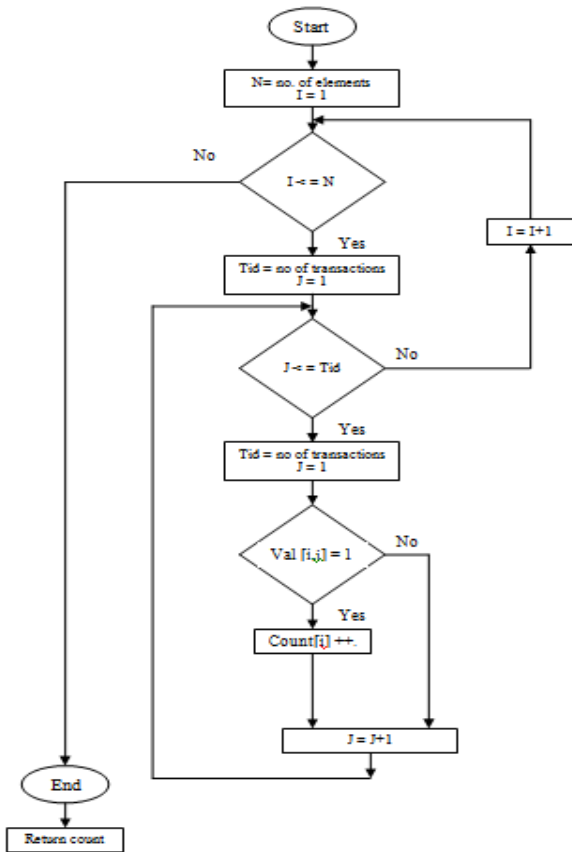 Start
N= no. of elements
I = 1
No
I <= N
Yes
I = I+1
Tid = no of transactions
J = 1
J <= Tid
No
Yes
Tid = no of transactions
J = 1
Val [i,j] = 1
No
Yes
Count[i] ++.
J = J+1
End
Return count